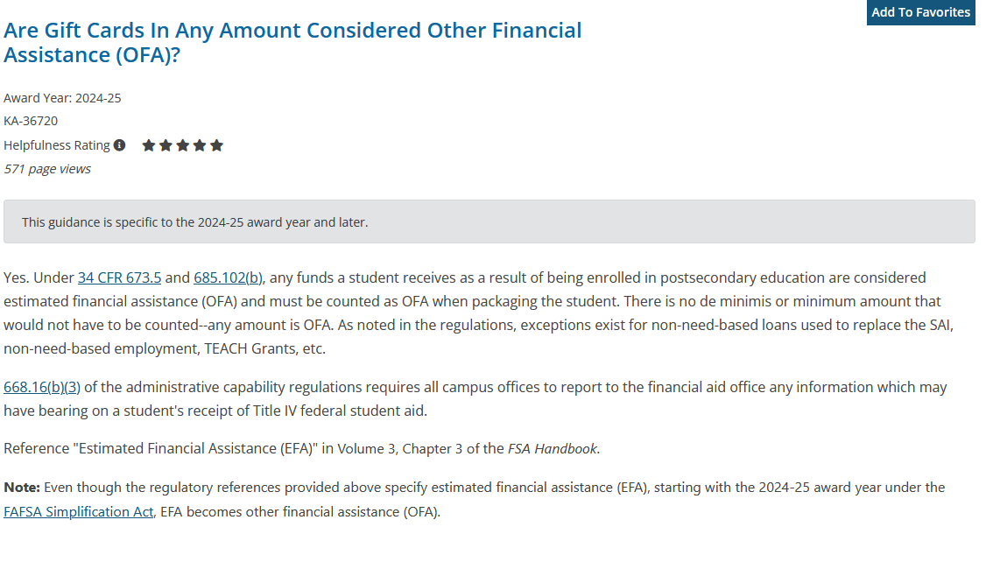 Add To Favorites
Are Gift Cards In Any Amount Considered Other Financial
Assistance (OFA)?
Award Year: 2024-25
KA-36720
Helpfulness Rating
571 page views
This guidance is specific to the 2024-25 award year and later.
Yes. Under 34 CFR 673.5 and 685.102(b), any funds a student receives as a result of being enrolled in postsecondary education are considered
estimated financial assistance (OFA) and must be counted as OFA when packaging the student. There is no de minimis or minimum amount that
would not have to be counted--any amount is OFA. As noted in the regulations, exceptions exist for non-need-based loans used to replace the SAI,
non-need-based employment, TEACH Grants, etc.
668.16(b)(3) of the administrative capability regulations requires all campus offices to report to the financial aid office any information which may
have bearing on a student's receipt of Title IV federal student aid.
Reference "Estimated Financial Assistance (EFA)" in Volume 3, Chapter 3 of the FSA Handbook.
Note: Even though the regulatory references provided above specify estimated financial assistance (EFA), starting with the 2024-25 award year under the
FAFSA Simplification Act, EFA becomes other financial assistance (OFA).